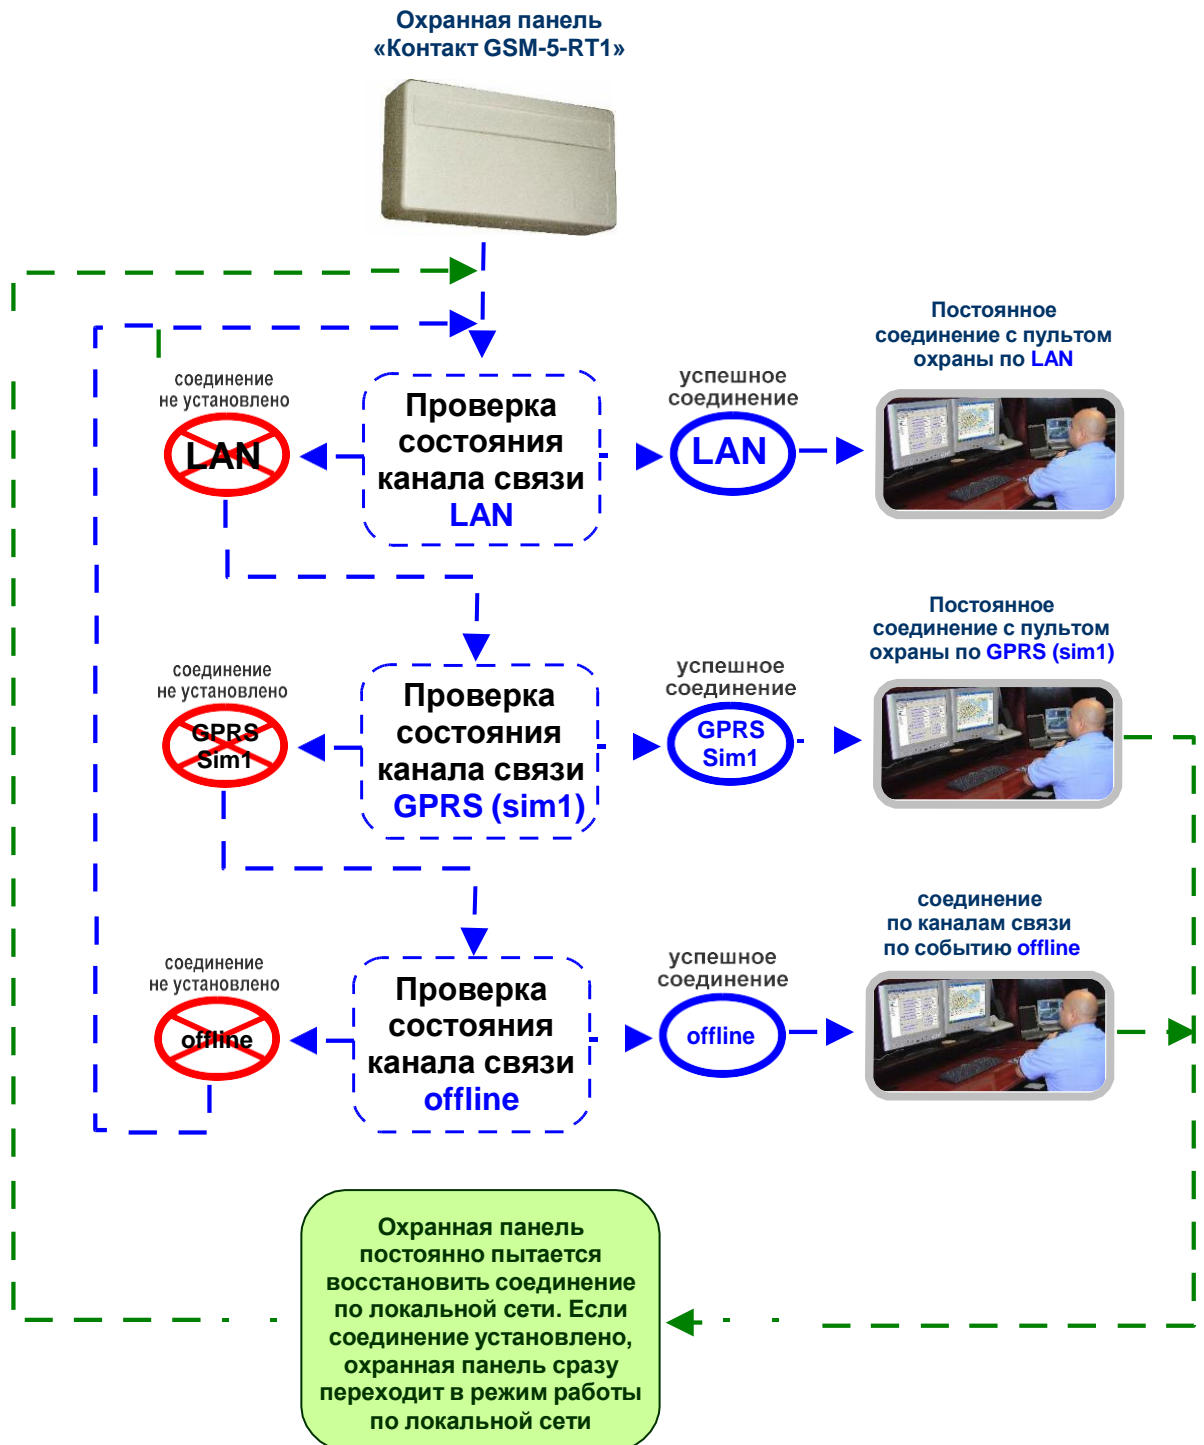 Охранная панель
«Контакт GSM-5-RT1»
Постоянное
соединение с пультом
охраны по LAN
соединение
не установлено
LAN
Проверка
состояния
канала связи
LAN
успешное
соединение
LAN
Постоянное
соединение с пультом
охраны по GPRS (sim1)
соединение
не установлено
GPRS
Sim1
Проверка
состояния
канала связи
GPRS (sim1)
успешное
соединение
GPRS
Sim1
соединение
по каналам связи
по событию offline
соединение
не установлено
offline
Проверка
состояния
канала связи
offline
успешное
соединение
offline
Охранная панель
постоянно пытается
восстановить соединение
по локальной сети. Если
соединение установлено,
охранная панель сразу
переходит в режим работы
по локальной сети